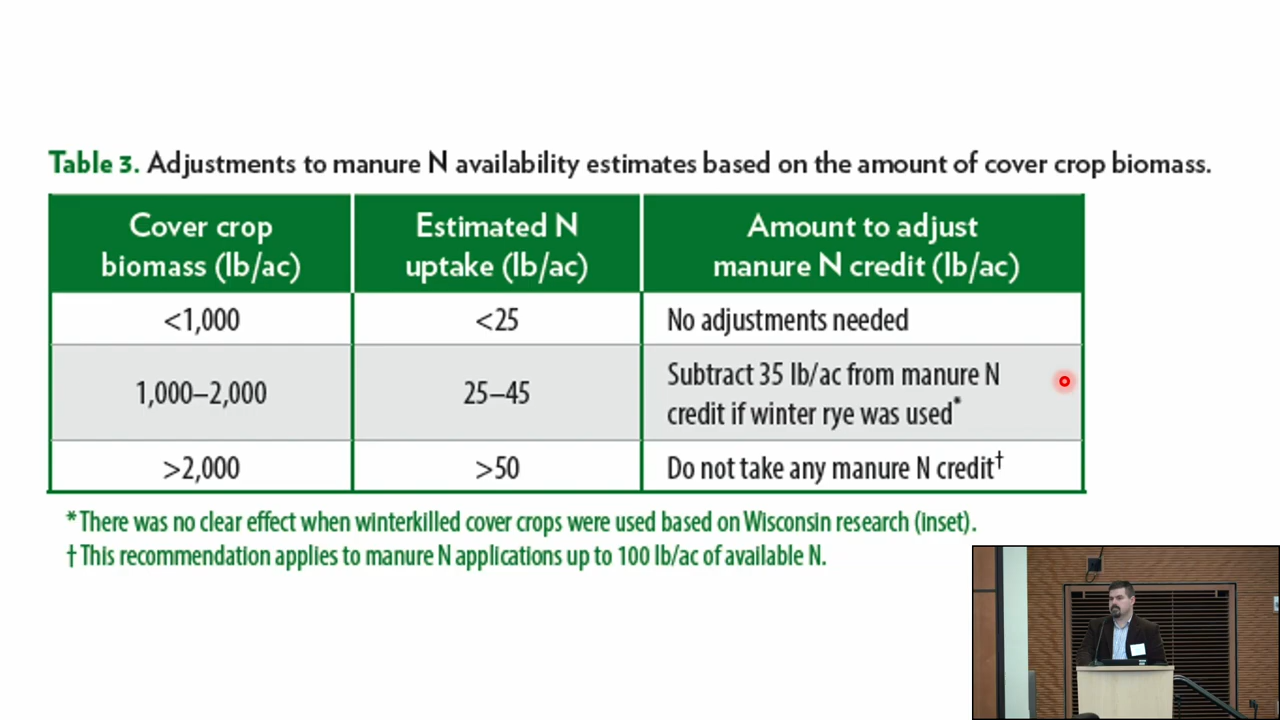 Table 3. Adjustments to manure N availability estimates based on the amount of cover crop biomass.
Cover crop
biomass (lb/ac)
Estimated N
uptake (lb/ac)
Amount to adjust
manure N credit (lb/ac)
<1,000
<25
No adjustments needed
1,000–2,000
25–45
Subtract 35 lb/ac from manure N
credit if winter rye was used*
>2,000
>50
Do not take any manure N credit†
* There was no clear effect when winterkilled cover crops were used based on Wisconsin research (inset).
† This recommendation applies to manure N applications up to 100 lb/ac of available N.